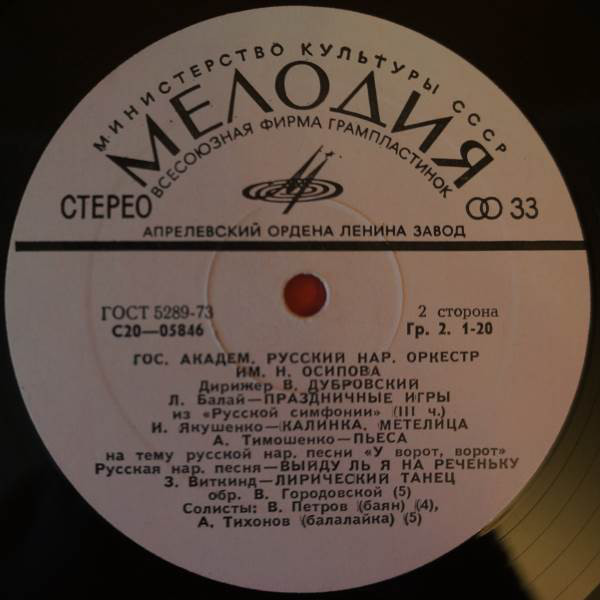 МИНИСТЕРСТВО КУЛЬТУРЫ СССР
МЕЛОДИЯ
ВСЕСОЮЗНАЯ ФИРМА ГРАМПЛАСТИНОК
СТЕРЕО
33
АПРЕЛЕВСКИЙ ОРДЕНА ЛЕНИНА ЗАВОД
ГОСТ 5289-73
2 сторона
С20—05846
Гр. 2. 1-20
ГОС. АКАДЕМ. РУССКИЙ НАР. ОРКЕСТР
ИМ. Н. ОСИПОВА
Дирижер В. ДУБРОВСКИЙ
Л. Балай—ПРАЗДНИЧНЫЕ ИГРЫ
из «Русской симфонии» (III ч.)
И. Якушенко—КАЛИНКА, МЕТЕЛИЦА
А. Тимошенко—ПЬЕСА
на тему русской нар. песни «У ворот, ворот»
Русская нар. песня—ВЫЙДУ ЛЬ Я НА РЕЧЕНЬКУ
З. Виткинд—ЛИРИЧЕСКИЙ ТАНЕЦ
обр. В. Городовской (5)
Солисты: В. Петров (баян) (4),
А. Тихонов (балалайка) (5)